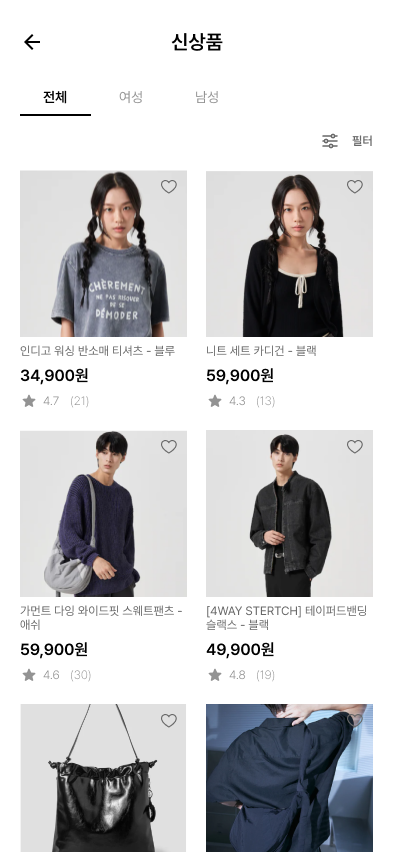 신상품
전체 여성 남성
필터
CHÈREMENT
NE PAS RISQUER
DE SE
DÉMODER
인디고 워싱 반소매 티셔츠 - 블루
34,900원
4.7 (21)
니트 세트 카디건 - 블랙
59,900원
4.3 (13)
가먼트 다잉 와이드핏 스웨트팬츠 -
애쉬
59,900원
4.6 (30)
[4WAY STERTCH] 테이퍼드밴딩
슬랙스 - 블랙
49,900원
4.8 (19)